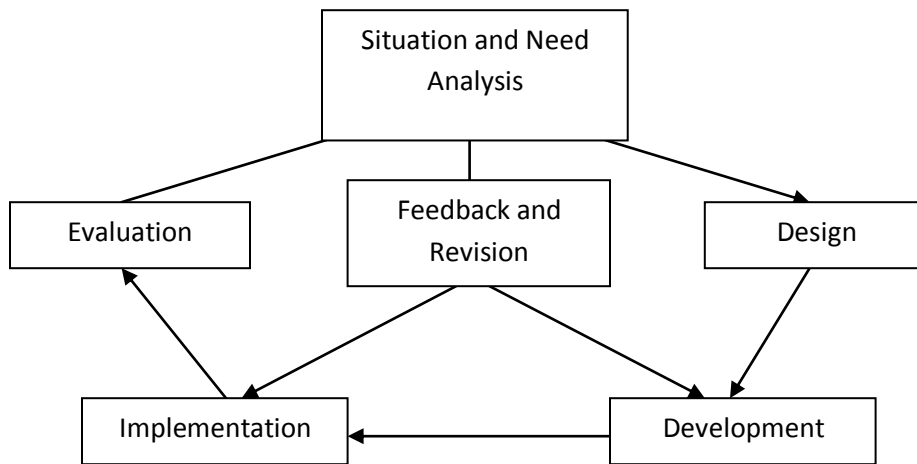 Situation and Need
Analysis
Evaluation
Feedback and
Revision
Design
Implementation
Development